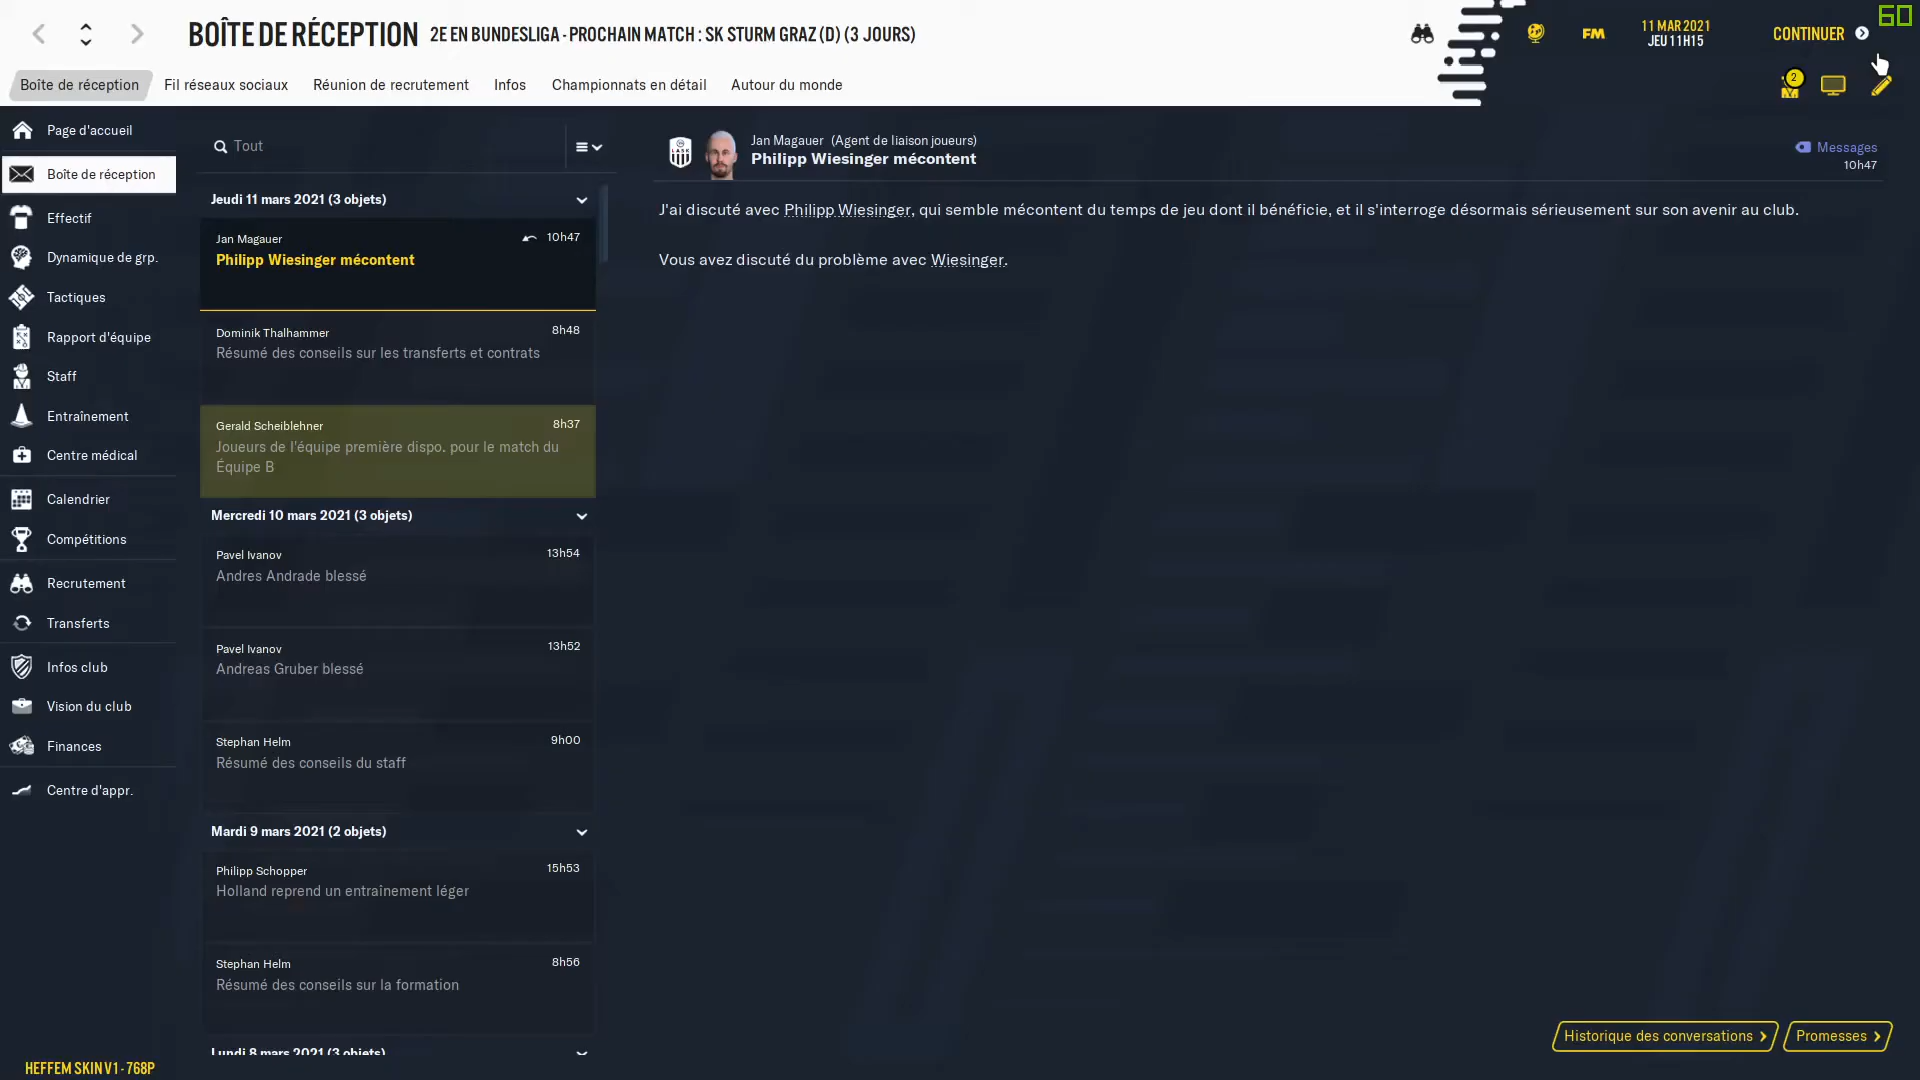 BOÎTE DE RÉCEPTION
2E EN BUNDESLIGA - PROCHAIN MATCH : SK STURM GRAZ (D) (3 JOURS)
FM
11 MAR 2021
JEU 11H15
CONTINUER
60
Boîte de réception
Fil réseaux sociaux
Réunion de recrutement
Infos
Championnats en détail
Autour du monde
2
Page d'accueil
Boîte de réception
Effectif
Dynamique de grp.
Tactiques
Rapport d'équipe
Staff
Entraînement
Centre médical
Calendrier
Compétitions
Recrutement
Transferts
Infos club
Vision du club
Finances
Centre d'appr.
HEFFEM SKIN V1 - 768P
Tout
Jeudi 11 mars 2021 (3 objets)
Jan Magauer 10h47
Philipp Wiesinger mécontent
Dominik Thalhammer 8h48
Résumé des conseils sur les transferts et contrats
Gerald Scheiblehner 8h37
Joueurs de l'équipe première dispo. pour le match du
Équipe B
Mercredi 10 mars 2021 (3 objets)
Pavel Ivanov 13h54
Andres Andrade blessé
Pavel Ivanov 13h52
Andreas Gruber blessé
Stephan Helm 9h00
Résumé des conseils du staff
Mardi 9 mars 2021 (2 objets)
Philipp Schopper 15h53
Holland reprend un entraînement léger
Stephan Helm 8h56
Résumé des conseils sur la formation
Lundi 8 mars 2021 (3 objets)
LASK
Jan Magauer (Agent de liaison joueurs)
Philipp Wiesinger mécontent
Messages
10h47
J'ai discuté avec Philipp Wiesinger, qui semble mécontent du temps de jeu dont il bénéficie, et il s'interroge désormais sérieusement sur son avenir au club.
Vous avez discuté du problème avec Wiesinger.
Historique des conversations
Promesses